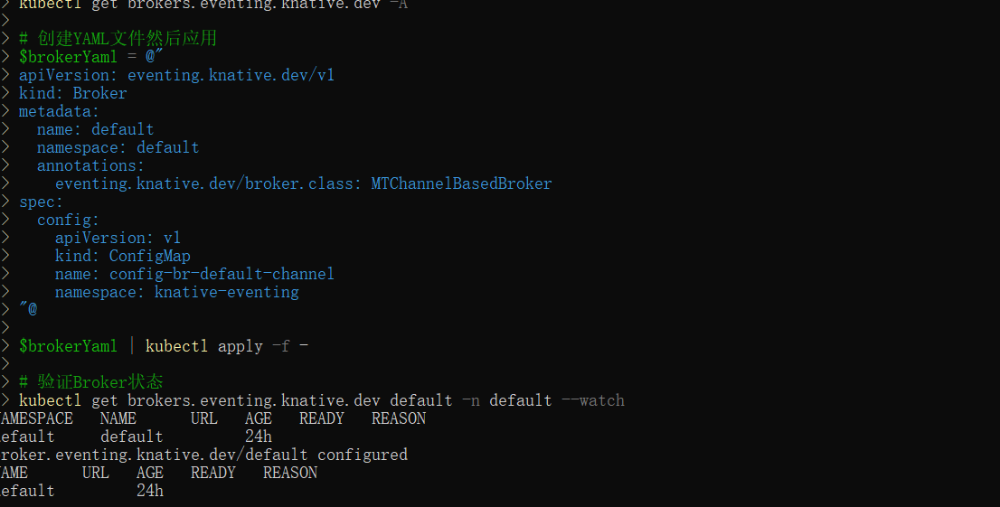 > kubectl get brokers.eventing.knative.dev -A
>
> # 创建YAML文件然后应用
> $brokerYaml = @"
> apiVersion: eventing.knative.dev/v1
> kind: Broker
> metadata:
>   name: default
>   namespace: default
>   annotations:
>     eventing.knative.dev/broker.class: MTChannelBasedBroker
> spec:
>   config:
>     apiVersion: v1
>     kind: ConfigMap
>     name: config-br-default-channel
>     namespace: knative-eventing
> "@
>
> $brokerYaml | kubectl apply -f -
>
> # 验证Broker状态
> kubectl get brokers.eventing.knative.dev default -n default --watch
AMESPACE   NAME      URL   AGE   READY   REASON
efault     default         24h
roker.eventing.knative.dev/default configured
AME      URL   AGE   READY   REASON
efault         24h